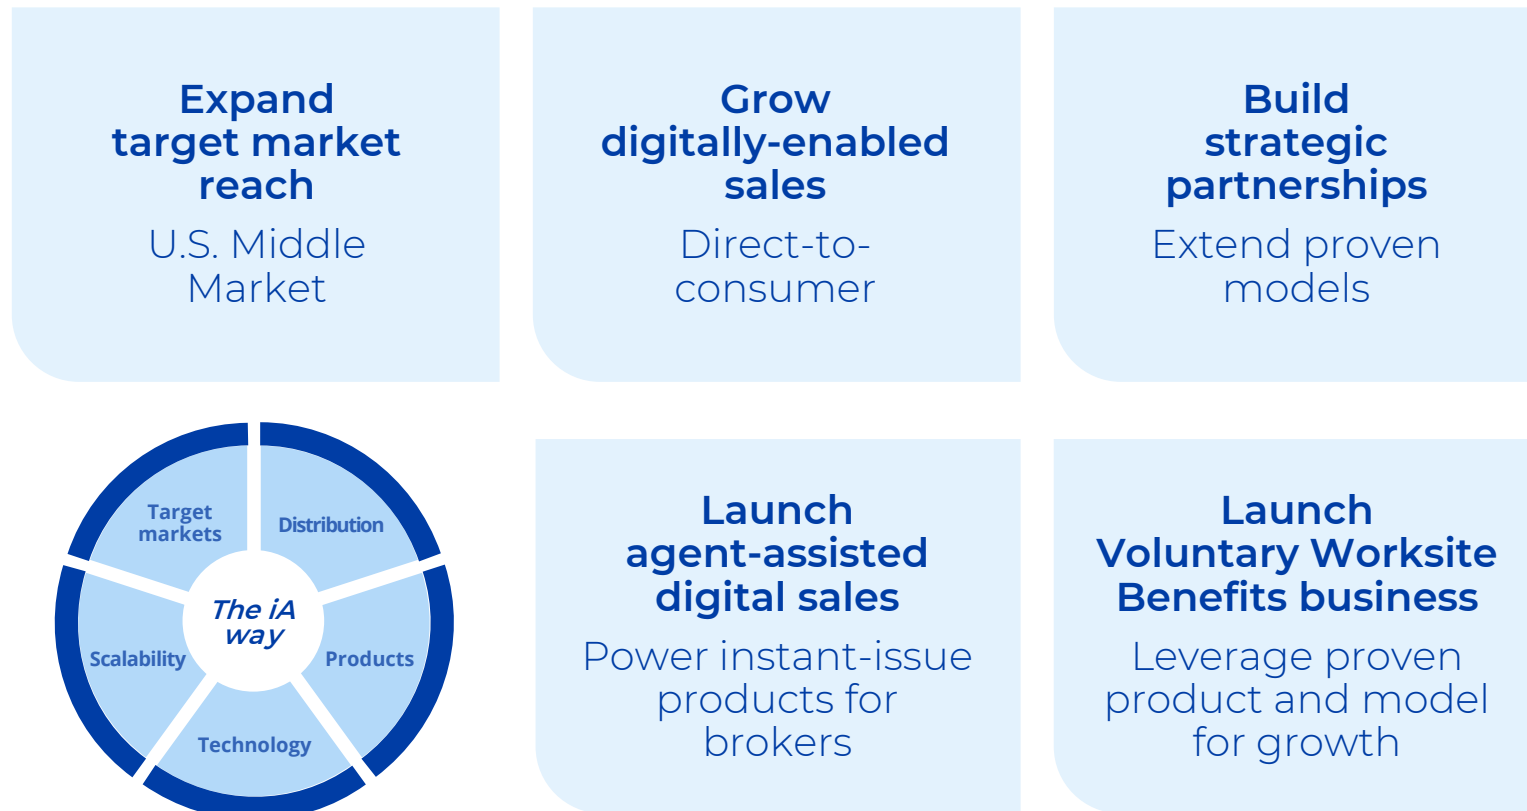 Expand
target market
reach
U.S. Middle
Market
Grow
digitally-enabled
sales
Direct-to-
consumer
Build
strategic
partnerships
Extend proven
models
Target
markets
Distribution
The iA
way
Scalability
Products
Technology
Launch
agent-assisted
digital sales
Power instant-issue
products for
brokers
Launch
Voluntary Worksite
Benefits business
Leverage proven
product and model
for growth